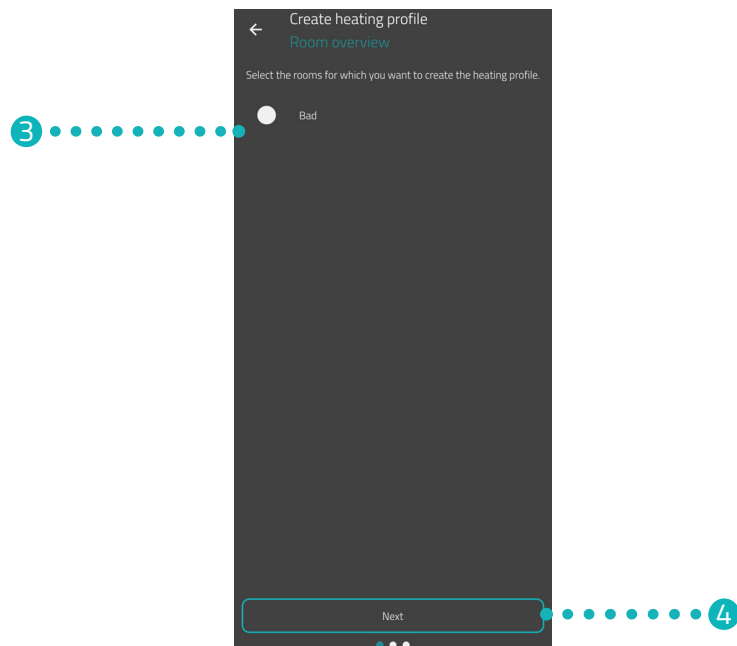 Create heating profile
Room overview
Select the rooms for which you want to create the heating profile.
3
Bad
Next
4